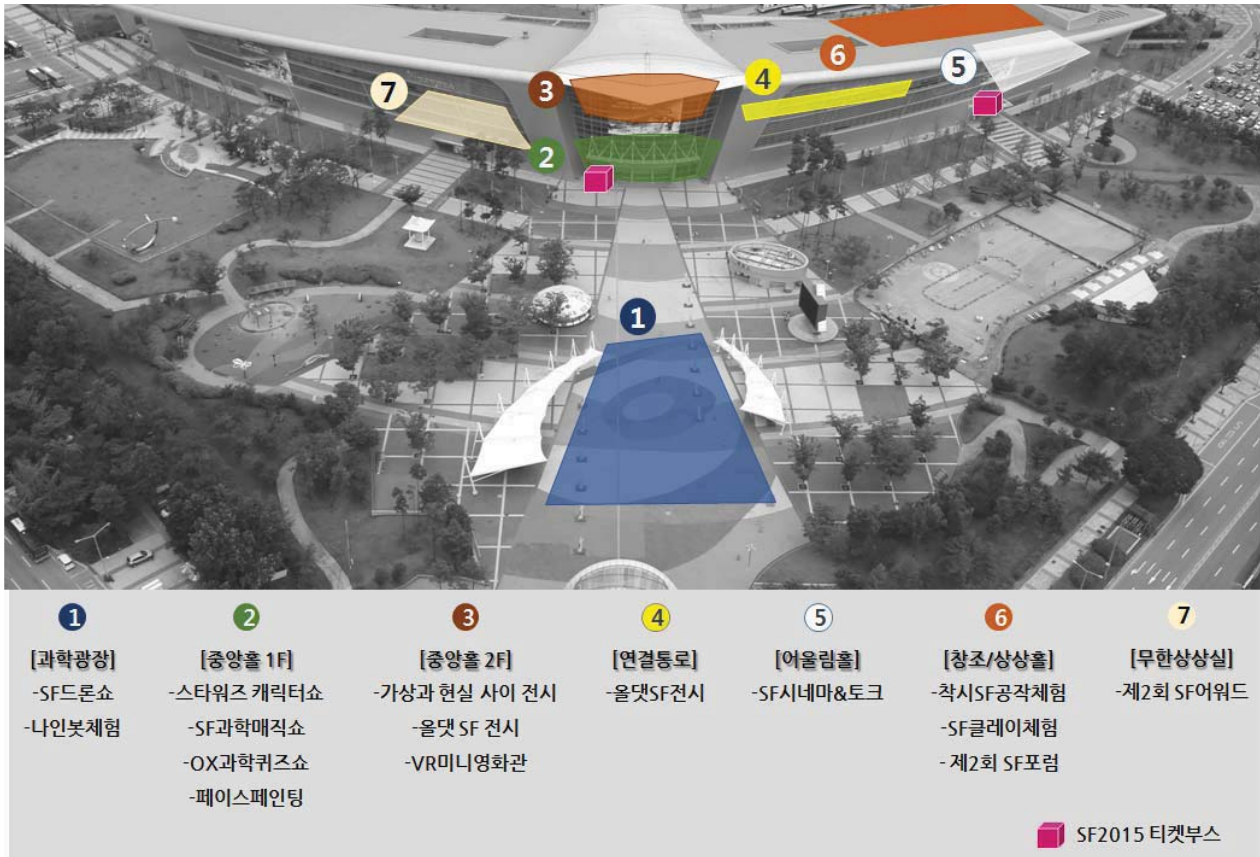 7
3
2
4
6
5
1
1
[과학광장]
-SF드론쇼
-나인봇체험
2
[중앙홀 1F]
-스타워즈 캐릭터쇼
-SF과학매직쇼
-OX과학퀴즈쇼
-페이스페인팅
3
[중앙홀 2F]
-가상과 현실 사이 전시
-올댓 SF 전시
-VR미니영화관
4
[연결통로]
-올댓SF전시
5
[어울림홀]
-SF시네마&토크
6
[창조/상상홀]
-착시SF공작체험
-SF클레이체험
- 제2회 SF포럼
7
[무한상상실]
-제2회 SF어워드
SF2015 티켓부스